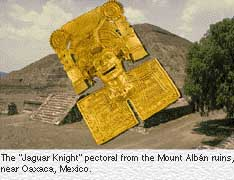 The "Jaguar Knight" pectoral from the Mount Albán ruins,
near Oaxaca, Mexico.